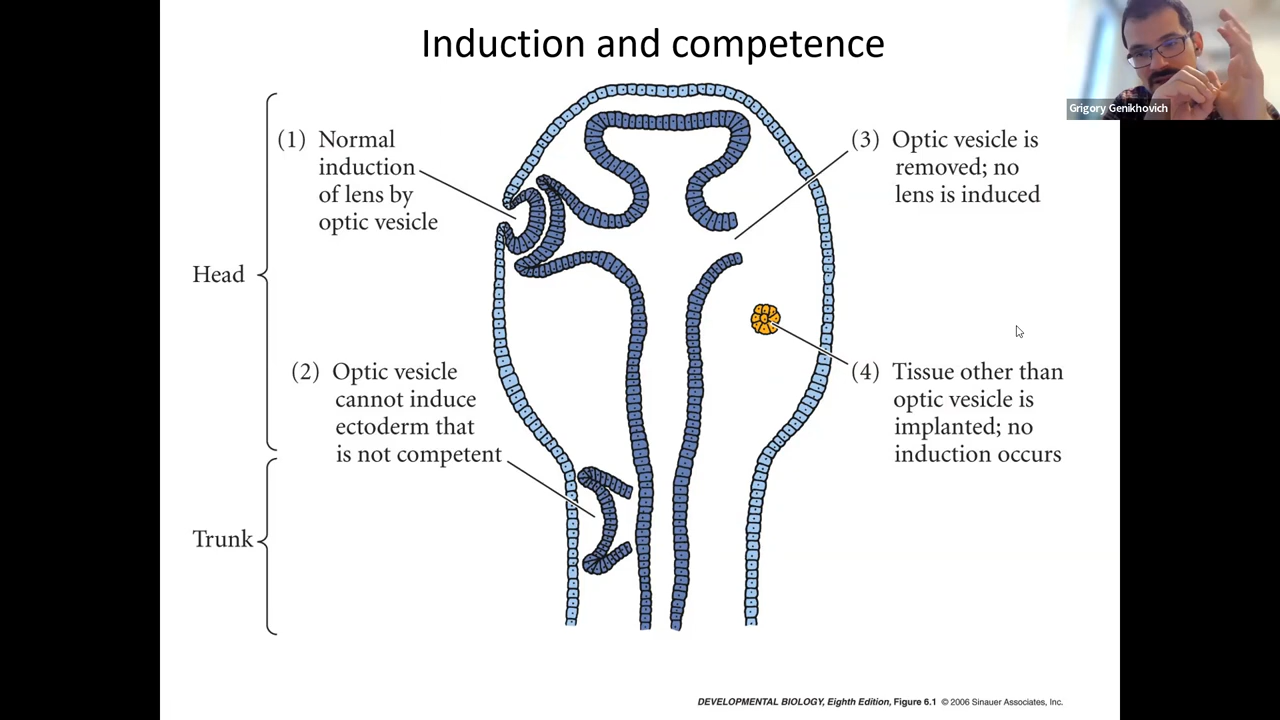 Induction and competence
Grigory Genikhovich
(1) Normal
induction
of lens by
optic vesicle
(3) Optic vesicle is
removed; no
lens is induced
Head
(2) Optic vesicle
cannot induce
ectoderm that
is not competent
(4) Tissue other than
optic vesicle is
implanted; no
induction occurs
Trunk
DEVELOPMENTAL BIOLOGY, Eighth Edition, Figure 6.1 © 2006 Sinauer Associates, Inc.